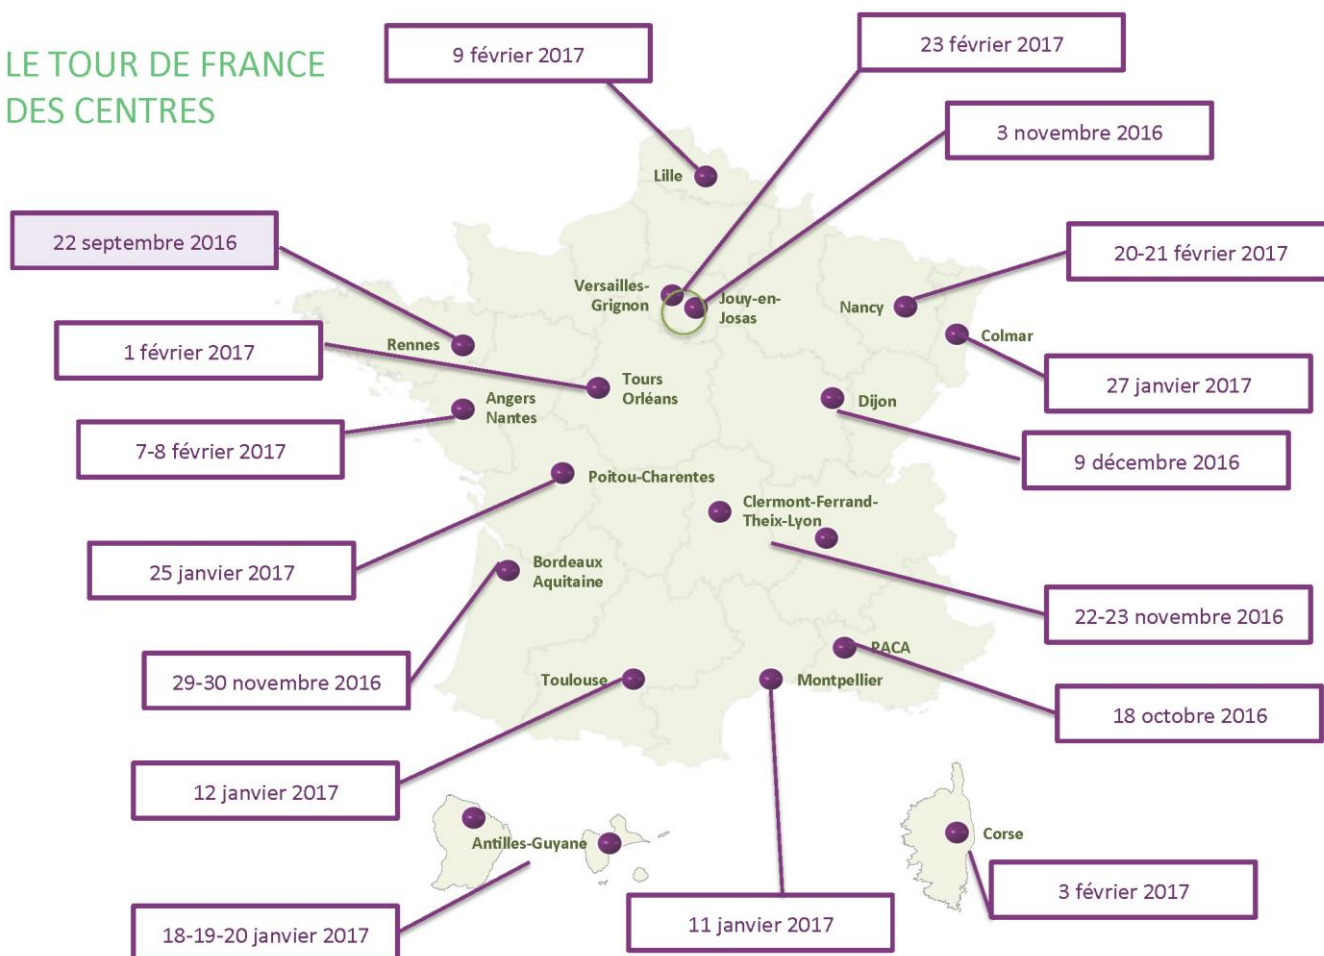 LE TOUR DE FRANCE
DES CENTRES
9 février 2017
23 février 2017
3 novembre 2016
Lille
22 septembre 2016
20-21 février 2017
Versailles-
Grignon
Jouy-en-
Josas
Nancy
Colmar
Rennes
1 février 2017
27 janvier 2017
Tours
Orléans
Angers
Nantes
Dijon
7-8 février 2017
9 décembre 2016
Poitou-Charentes
Clermont-Ferrand-
Theix-Lyon
25 janvier 2017
Bordeaux
Aquitaine
22-23 novembre 2016
PACA
29-30 novembre 2016
Toulouse
Montpellier
18 octobre 2016
12 janvier 2017
Antilles-Guyane
Corse
3 février 2017
11 janvier 2017
18-19-20 janvier 2017